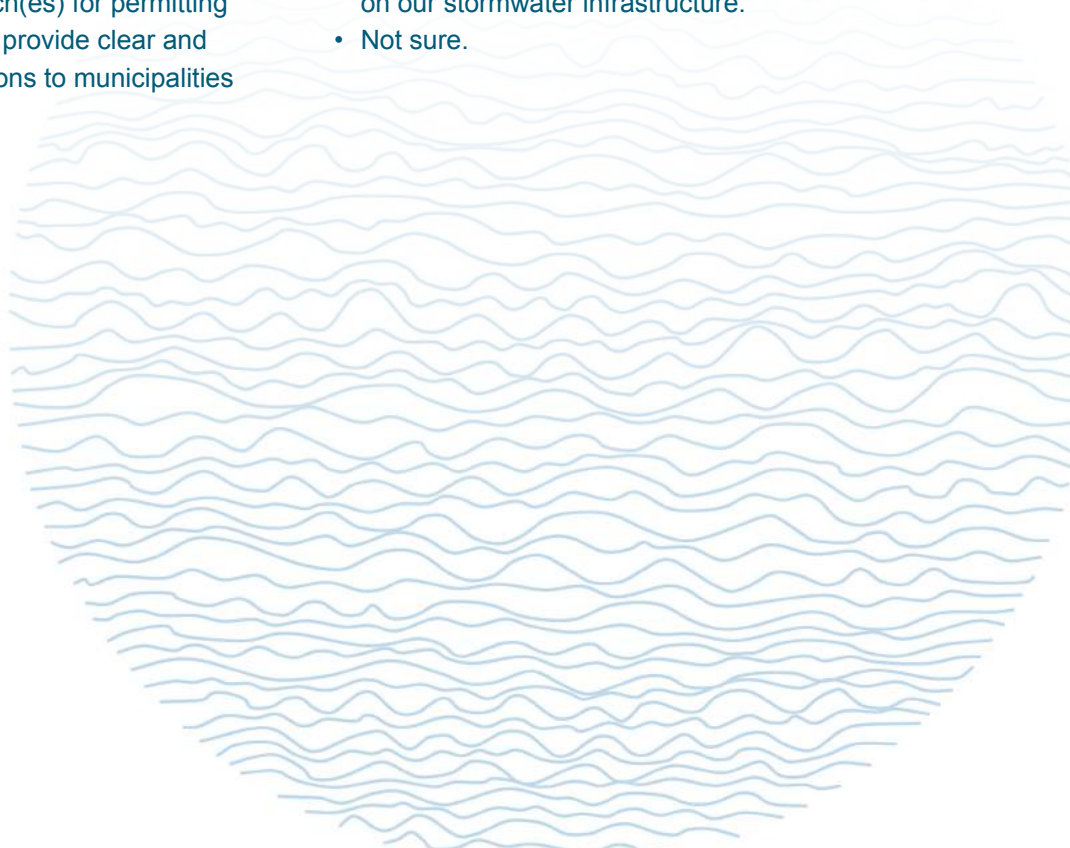 ch(es) for permitting
provide clear and
ons to municipalities
on our stormwater infrastructure.
• Not sure.